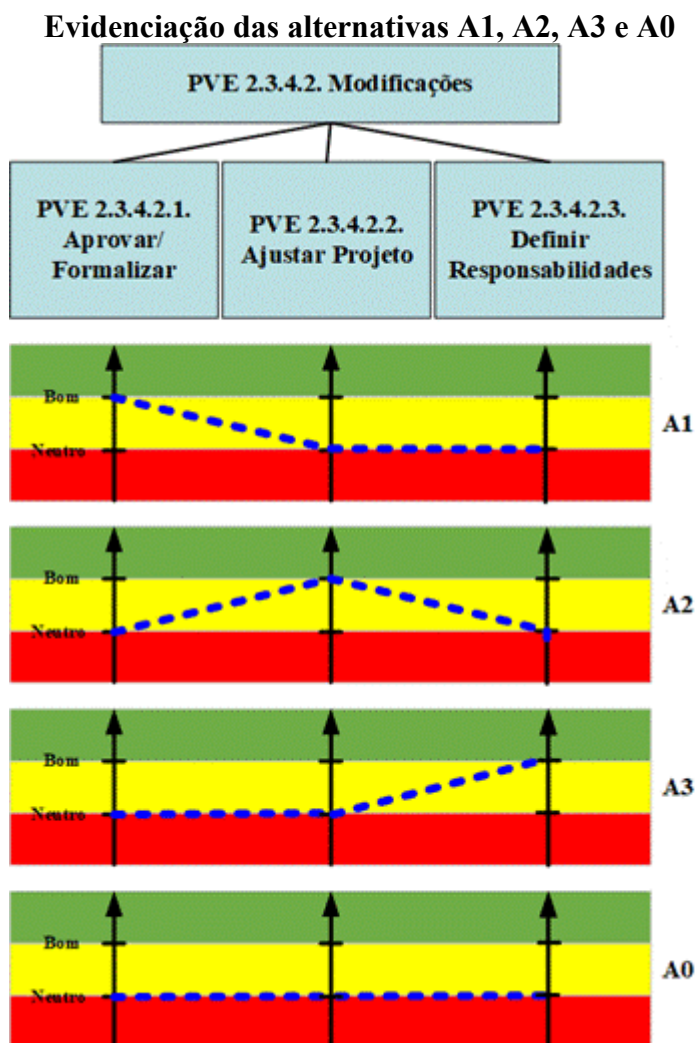 Evidenciação das alternativas A1, A2, A3 e A0
PVE 2.3.4.2. Modificações
PVE 2.3.4.2.1.
Aprovar/
Formalizar
PVE 2.3.4.2.2.
Ajustar Projeto
PVE 2.3.4.2.3.
Definir
Responsabilidades
Bom
Neutro
A1
Bom
Neutro
A2
Bom
Neutro
A3
Bom
Neutro
A0